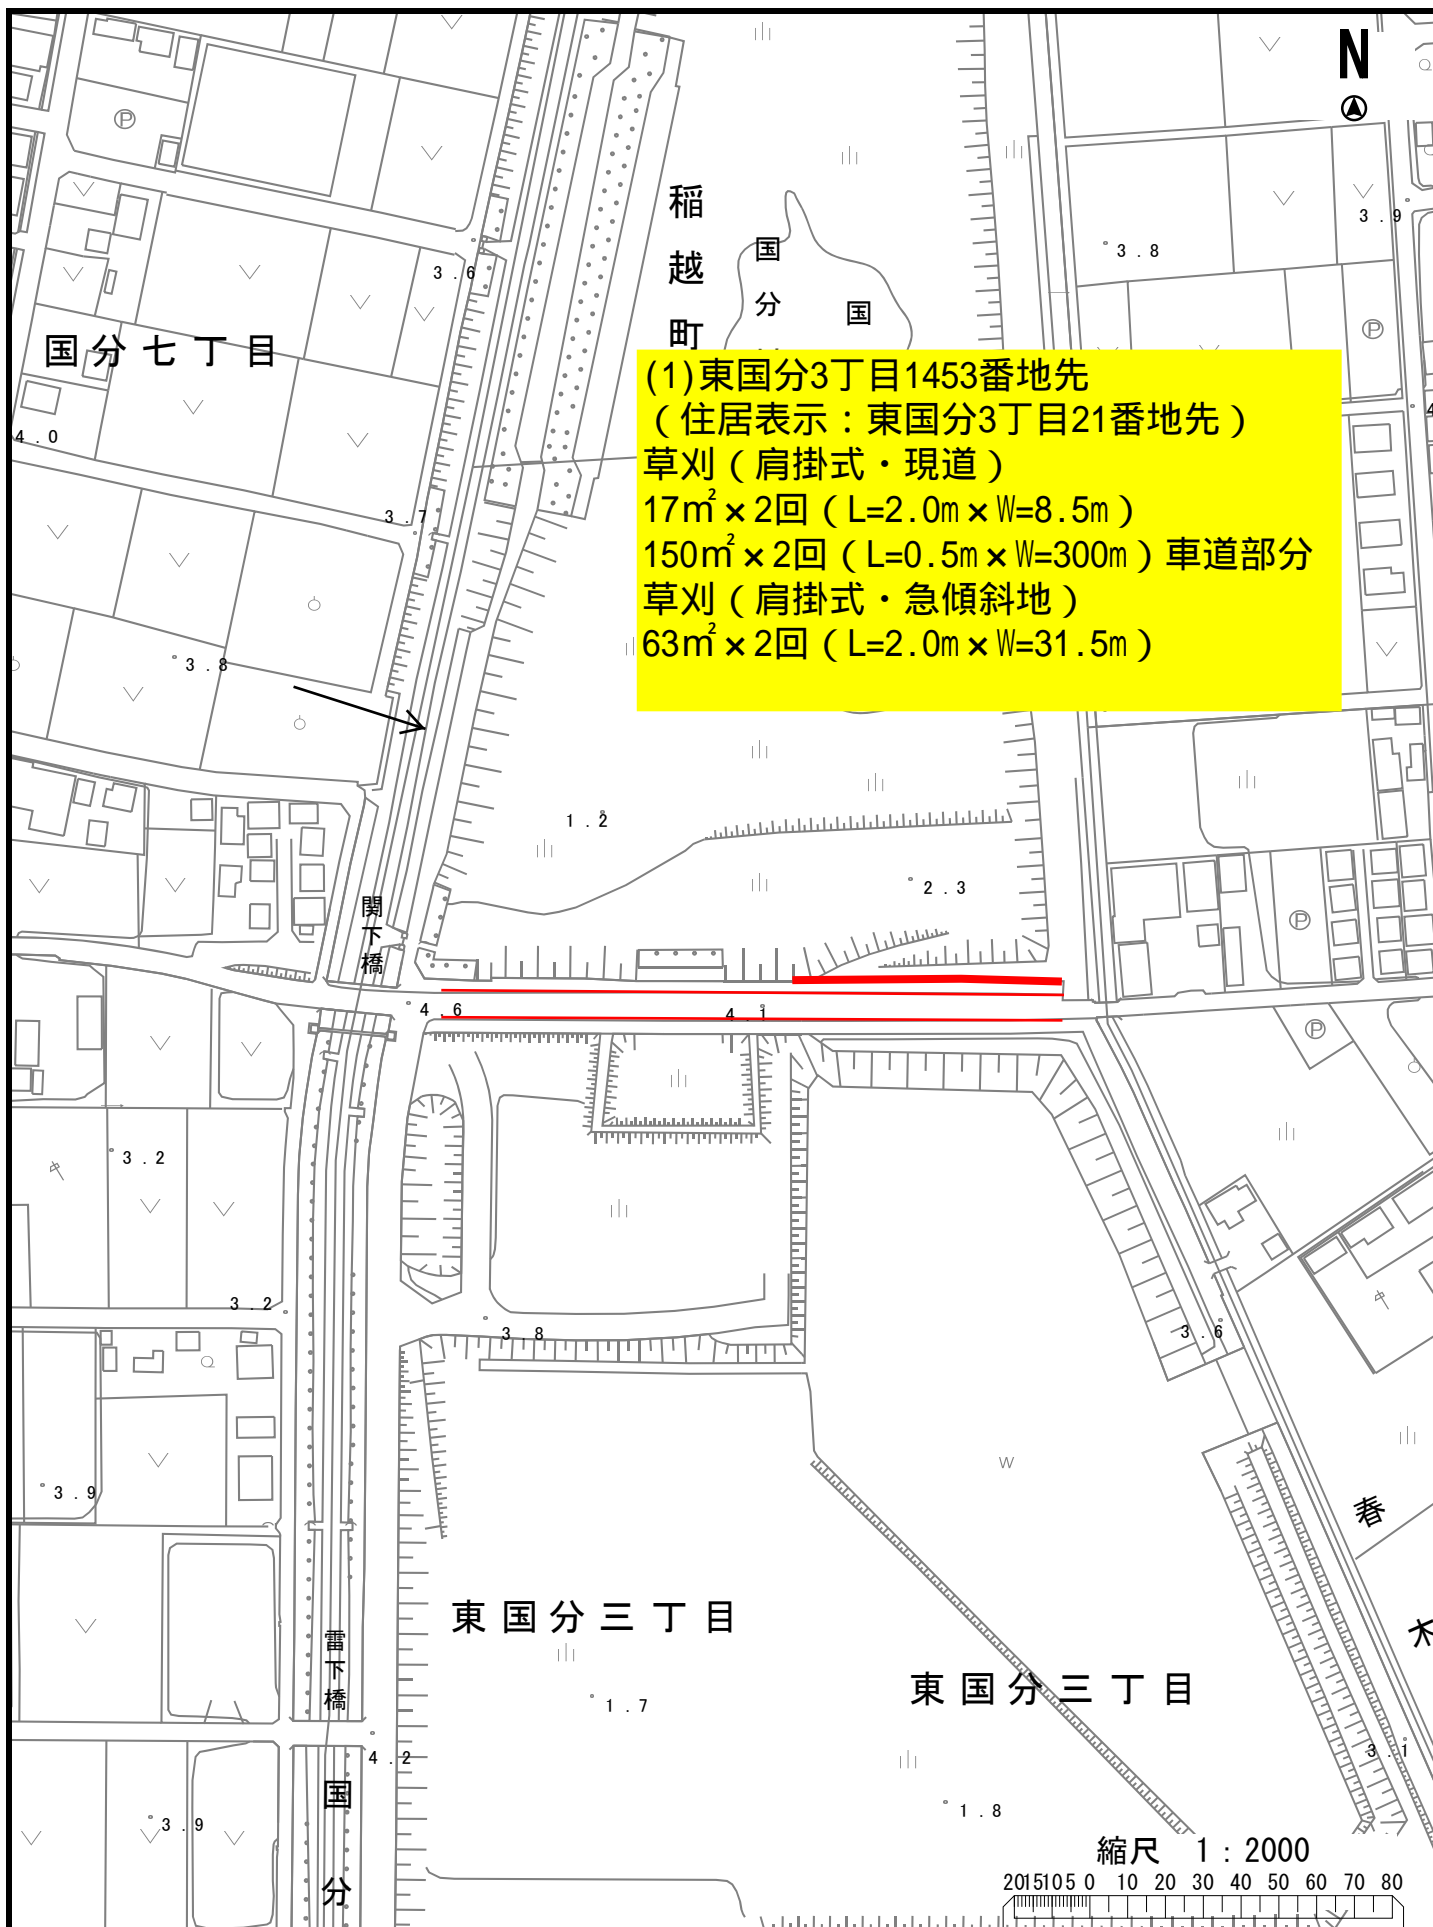 N
稲越町
国分
国
国分七丁目
(1)東国分3丁目1453番地先
（住居表示：東国分3丁目21番地先）
草刈（肩掛式・現道）
17㎡×2回（L=2.0m×W=8.5m）
150㎡×2回（L=0.5m×W=300m）車道部分
草刈（肩掛式・急傾斜地）
63㎡×2回（L=2.0m×W=31.5m）
P
3.9
3.8
3.6
P
4.0
3.7
3.8
1.2
2.3
関下橋
P
4.6
4.1
P
3.2
3.2
3.8
3.6
3.9
春
木
東国分三丁目
雷下橋
東国分三丁目
1.7
3.1
4.2
国分
1.8
3.9
縮尺 1:2000
20 15 10 5 0 10 20 30 40 50 60 70 80